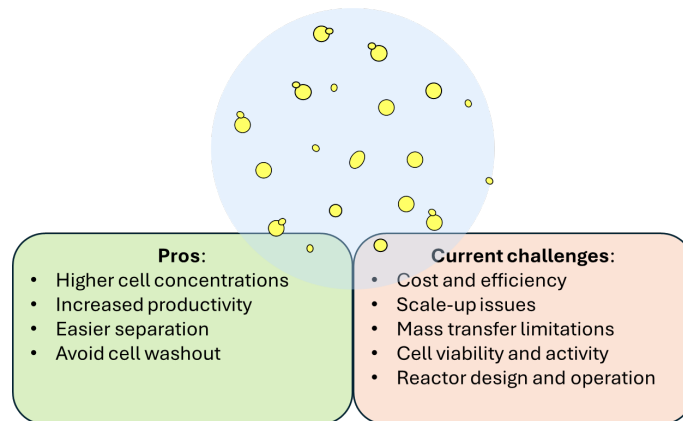 Pros:
• Higher cell concentrations
• Increased productivity
• Easier separation
• Avoid cell washout
Current challenges:
• Cost and efficiency
• Scale-up issues
• Mass transfer limitations
• Cell viability and activity
• Reactor design and operation